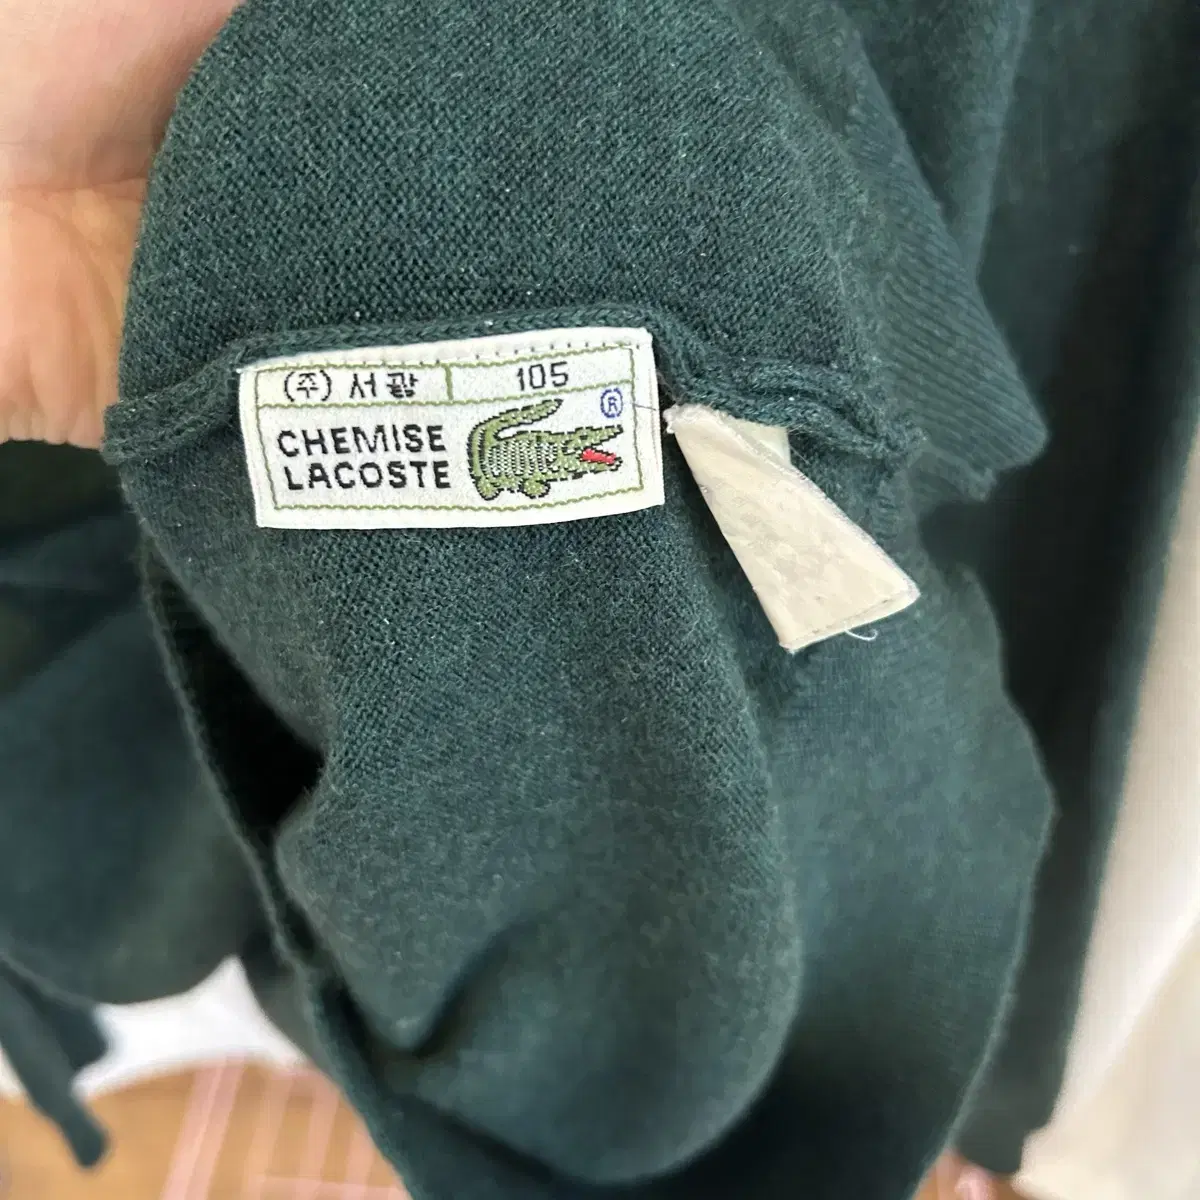 (주) 서광 105
CHEMISE
LACOSTE
®